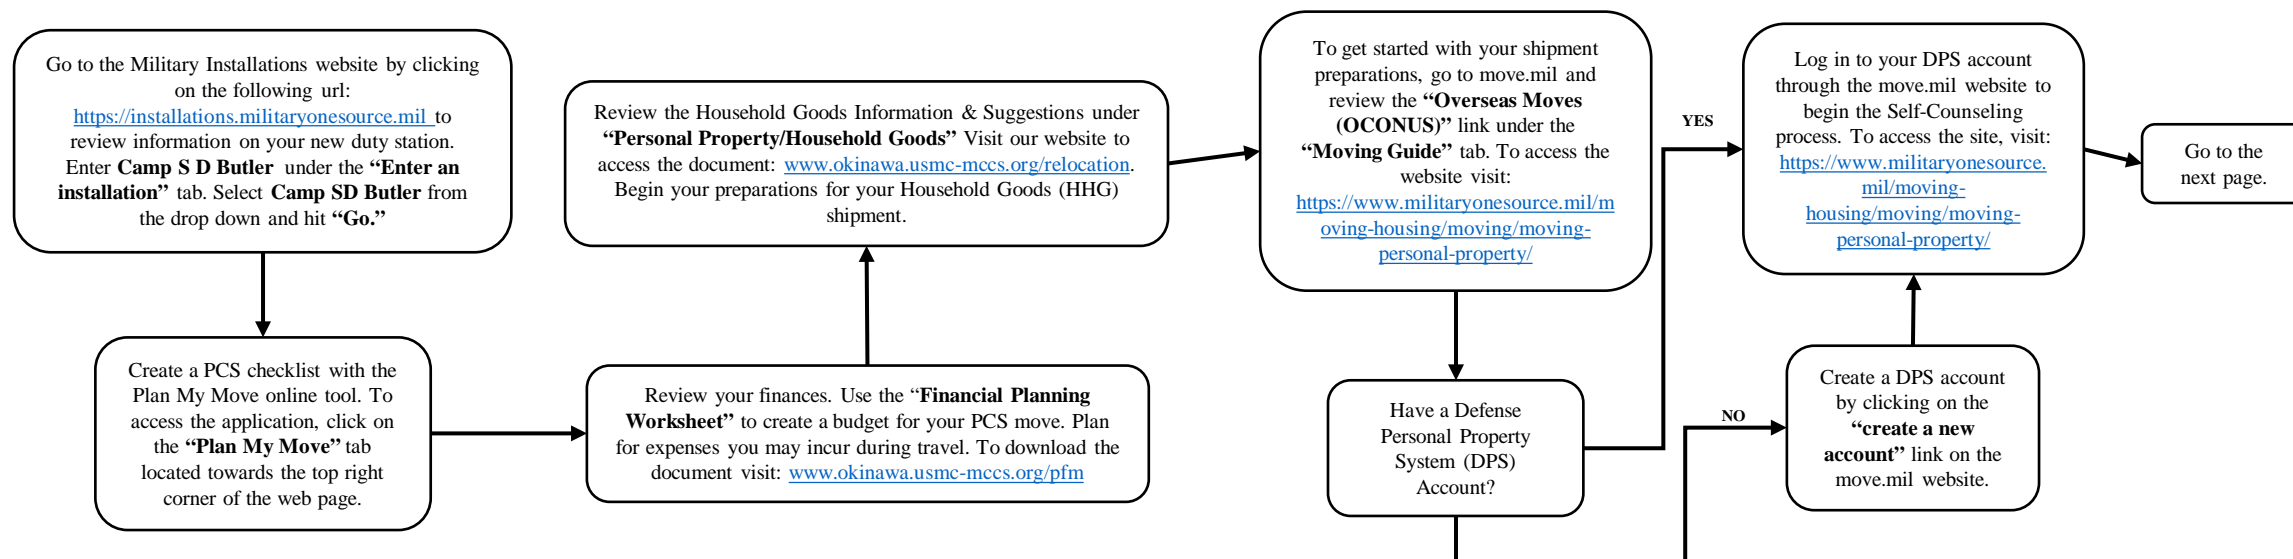 Go to the Military Installations website by clicking
on the following url:
https://installations.militaryonesource.mil to
review information on your new duty station.
Enter Camp S D Butler under the “Enter an
installation” tab. Select Camp SD Butler from
the drop down and hit “Go.”
Create a PCS checklist with the
Plan My Move online tool. To
access the application, click on
the “Plan My Move” tab
located towards the top right
corner of the web page.
Review your finances. Use the “Financial Planning
Worksheet” to create a budget for your PCS move. Plan
for expenses you may incur during travel. To download the
document visit: www.okinawa.usmc-mccs.org/pfm
Review the Household Goods Information & Suggestions under
“Personal Property/Household Goods” Visit our website to
access the document: www.okinawa.usmc-mccs.org/relocation.
Begin your preparations for your Household Goods (HHG)
shipment.
To get started with your shipment
preparations, go to move.mil and
review the “Overseas Moves
(OCONUS)” link under the
“Moving Guide” tab. To access the
website visit:
https://www.militaryonesource.mil/m
oving-housing/moving/moving-
personal-property/
Have a Defense
Personal Property
System (DPS)
Account?
YES
NO
Create a DPS account
by clicking on the
“create a new
account” link on the
move.mil website.
Log in to your DPS account
through the move.mil website to
begin the Self-Counseling
process. To access the site, visit:
https://www.militaryonesource.
mil/moving-
housing/moving/moving-
personal-property/
Go to the
next page.